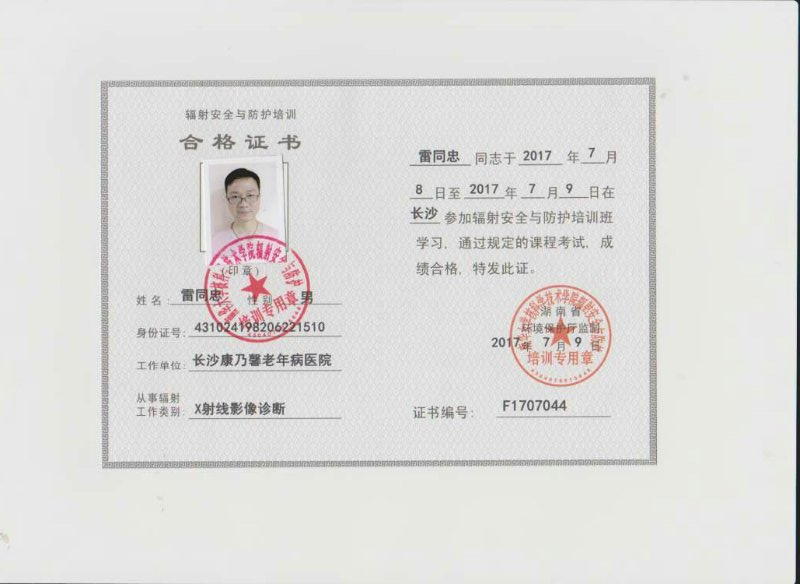 辐射安全与防护培训
合格证书
(印章)
姓名：雷同忠 性别 男
身份证号：431024198206221510
工作单位：长沙康乃馨老年病医院
从事辐射
工作类别：X射线影像诊断
雷同忠 同志于 2017 年 7 月
8 日至 2017 年 7 月 9 日在
长沙 参加辐射安全与防护培训班
学习，通过规定的课程考试，成
绩合格，特发此证。
湖南省
环境保护厅监制
2017年 7 月 9 日
证书编号：F1707044
培训专用章
培训专用章